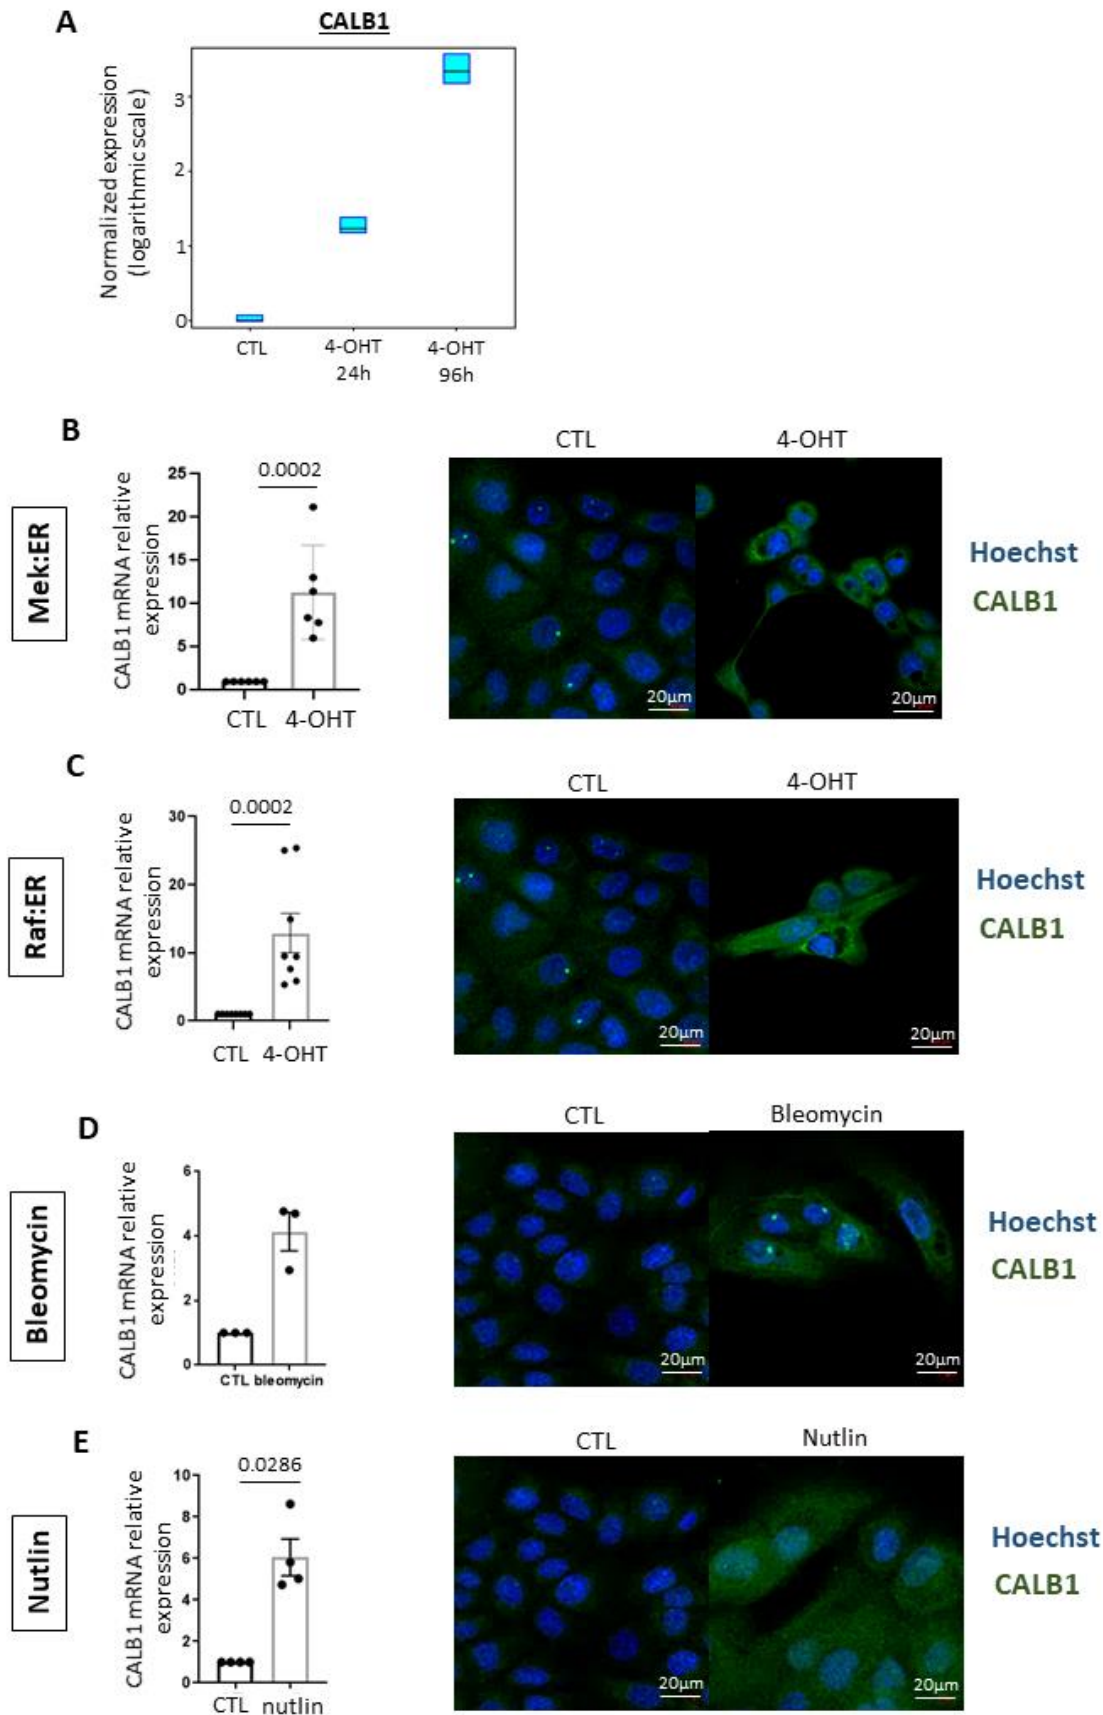 A
CALB1
Normalized expression
(logarithmic scale)
3
2
1
0
CTL
4-OHT
24h
4-OHT
96h
B
Mek:ER
CALB1 mRNA relative
expression
25
20
15
10
5
0
0.0002
CTL
4-OHT
CTL
4-OHT
20µm
20µm
Hoechst
CALB1
C
Raf:ER
CALB1 mRNA relative
expression
30
20
10
0
0.0002
CTL
4-OHT
CTL
4-OHT
20µm
20µm
Hoechst
CALB1
D
Bleomycin
CALB1 mRNA relative
expression
6
4
2
0
CTL bleomycin
CTL
Bleomycin
20µm
20µm
Hoechst
CALB1
E
Nutlin
CALB1 mRNA relative
expression
10
8
6
4
2
0
0.0286
CTL
nutlin
CTL
Nutlin
20µm
20µm
Hoechst
CALB1